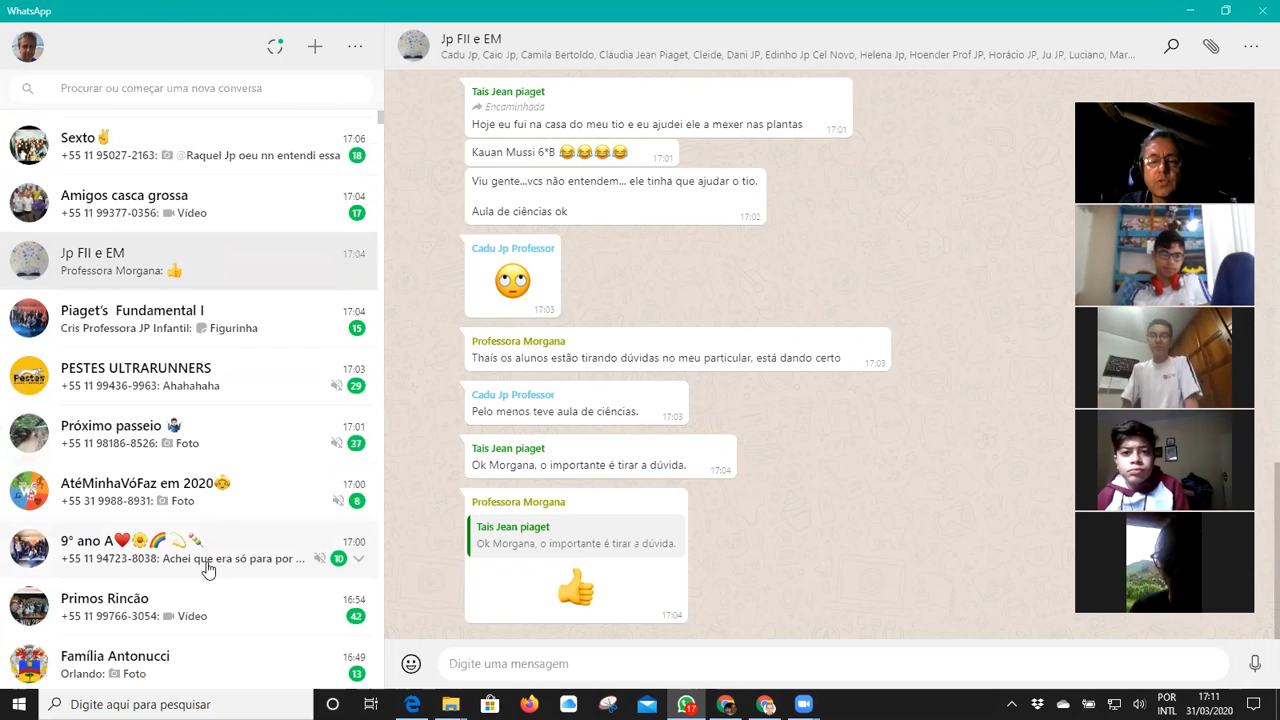 WhatsApp
Procurar ou começar uma nova conversa
Sexto✌️ 17:06
+55 11 95027-2163: @Raquel Jp oeu nn entendi essa 18
Amigos casca grossa 17:04
+55 11 99377-0356: Vídeo 17
Jp FII e EM 17:04
Professora Morgana: 👍
Piaget’s Fundamental I 17:04
Cris Professora JP Infantil: Figurinha 15
PESTES ULTRARUNNERS 17:03
+55 11 99436-9963: Ahahahaha 29
Próximo passeio 🤷🏻‍♂️ 17:01
+55 11 98186-8526: Foto 37
AtéMinhaVóFaz em 2020👵 17:00
+55 31 9988-8931: Foto 8
9° ano A❤️🌼🌈💫🍡 17:00
+55 11 94723-8038: Achei que era só para por ... 10
Primos Rincão 16:54
+55 11 99766-3054: Vídeo 42
Família Antonucci 16:49
Orlando: Foto 13
Jp FII e EM
Cadu Jp, Caio Jp, Camila Bertoldo, Cláudia Jean Piaget, Cleide, Dani JP, Edinho Jp Cel Novo, Helena Jp, Hoender Prof JP, Horácio JP, Ju JP, Luciano, Mar...
Tais Jean piaget
Encaminhada
Hoje eu fui na casa do meu tio e eu ajudei ele a mexer nas plantas 17:01
Kauan Mussi 6*B 😂😂😂😂 17:01
Viu gente...vcs não entendem... ele tinha que ajudar o tio.
Aula de ciências ok 17:02
Cadu Jp Professor
🙄
17:03
Professora Morgana
Thaís os alunos estão tirando dúvidas no meu particular, está dando certo 17:03
Cadu Jp Professor
Pelo menos teve aula de ciências. 17:03
Tais Jean piaget
Ok Morgana, o importante é tirar a dúvida. 17:04
Professora Morgana
Tais Jean piaget
Ok Morgana, o importante é tirar a dúvida.
👍
17:04
Digite uma mensagem
Digite aqui para pesquisar
17
POR
INTL
17:11
31/03/2020